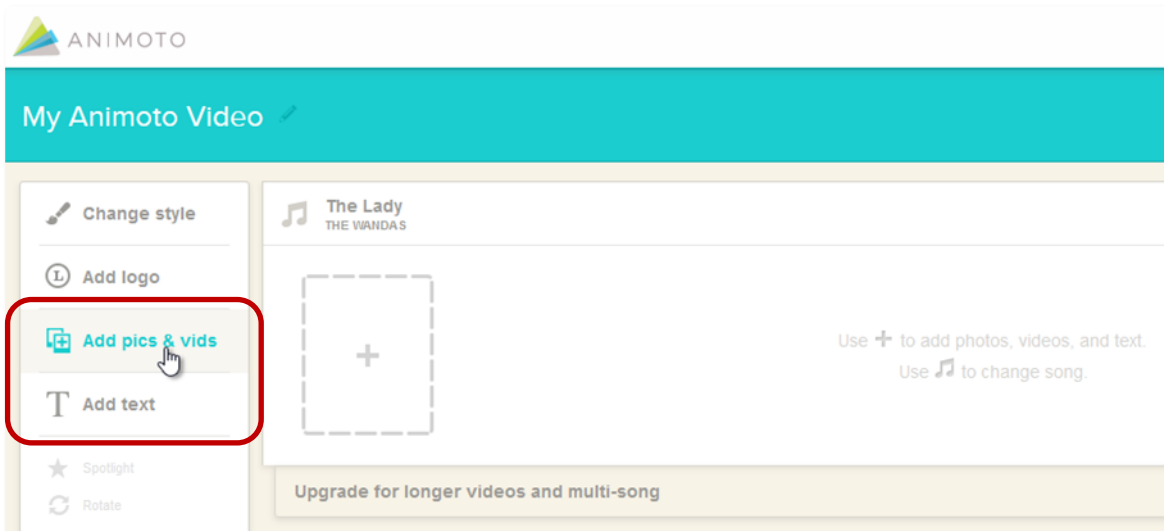 ANIMOTO
My Animoto Video
Change style
Add logo
Add pics & vids
Add text
Spotlight
Rotate
The Lady
THE WANDAS
Use + to add photos, videos, and text.
Use ♫ to change song.
Upgrade for longer videos and multi-song